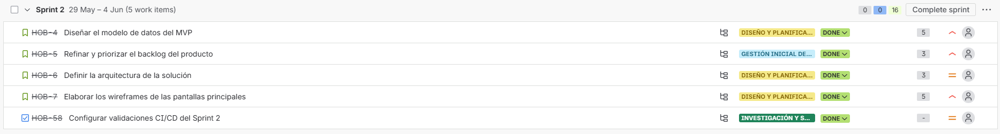 Sprint 2 29 May – 4 Jun (5 work items) 0 0 16 Complete sprint
HOB-4 Diseñar el modelo de datos del MVP DISEÑO Y PLANIFICA... DONE 5
HOB-5 Refinar y priorizar el backlog del producto GESTIÓN INICIAL DE... DONE 3
HOB-6 Definir la arquitectura de la solución DISEÑO Y PLANIFICA... DONE 3
HOB-7 Elaborar los wireframes de las pantallas principales DISEÑO Y PLANIFICA... DONE 5
HOB-58 Configurar validaciones CI/CD del Sprint 2 INVESTIGACIÓN Y S... DONE -